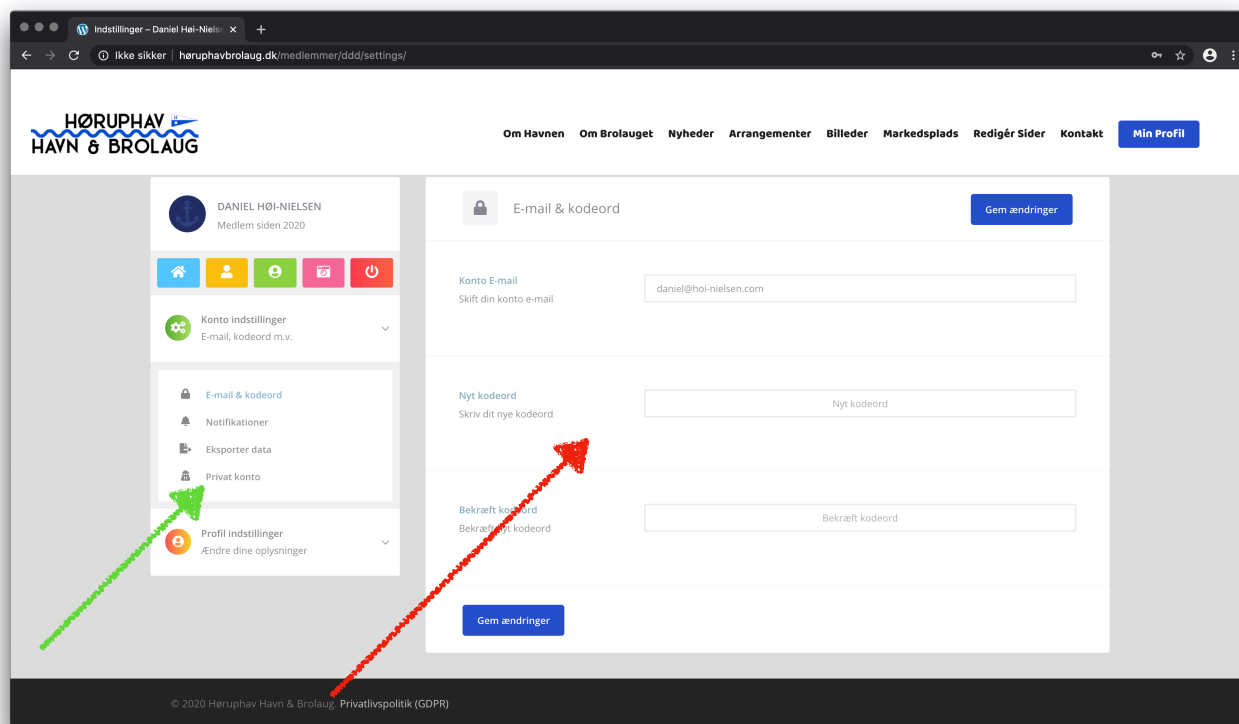 Indstillinger – Daniel Høi-Niels
Ikke sikker | høruphavbrolaug.dk/medlemmer/ddd/settings/
HØRUPHAV
HAVN & BROLAUG
Om Havnen Om Brolauget Nyheder Arrangementer Billeder Markedsplads Redigér Sider Kontakt Min Profil
DANIEL HØI-NIELSEN
Medlem siden 2020
Konto indstillinger
E-mail, kodeord m.v.
E-mail & kodeord
Notifikationer
Eksporter data
Privat konto
Profil indstillinger
Ændre dine oplysninger
E-mail & kodeord
Gem ændringer
Konto E-mail
Skift din konto e-mail
daniel@hoi-nielsen.com
Nyt kodeord
Skriv dit nye kodeord
Nyt kodeord
Bekræft kodeord
Bekræft nyt kodeord
Bekræft kodeord
Gem ændringer
© 2020 Høruphav Havn & Brolaug. Privatlivspolitik (GDPR)